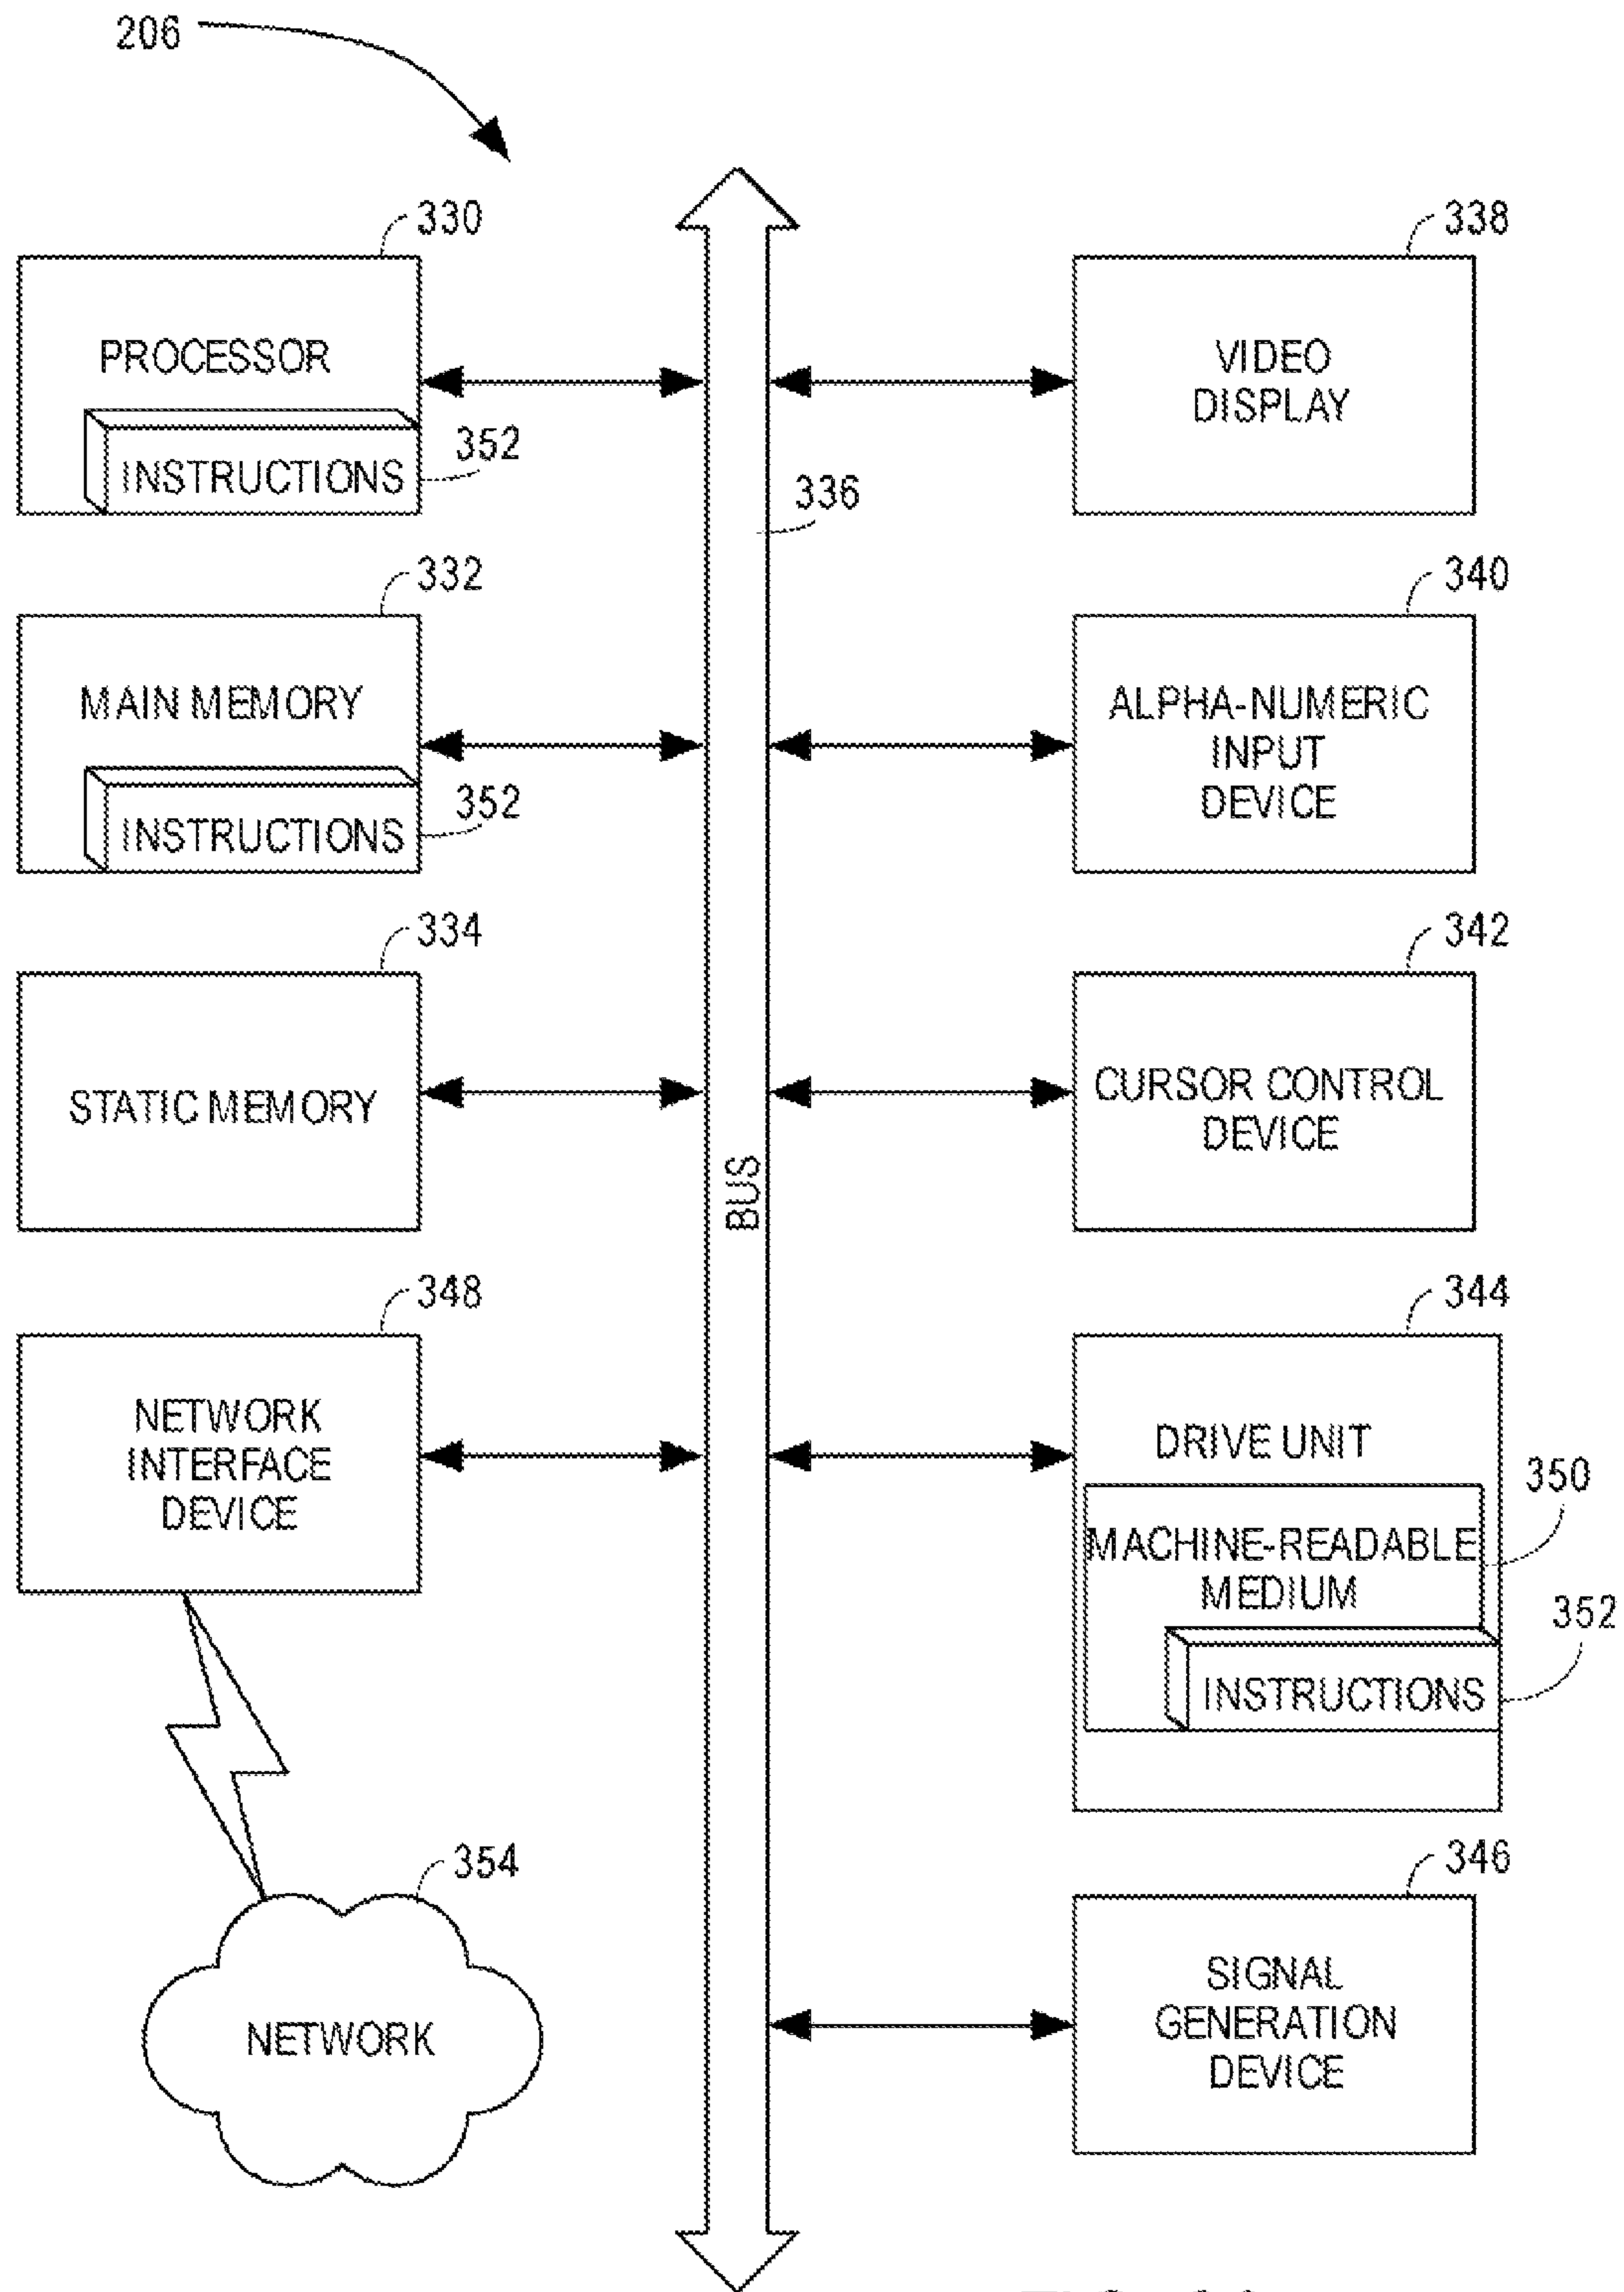 206
330
PROCESSOR
352
INSTRUCTIONS
338
VIDEO
DISPLAY
336
332
MAIN MEMORY
352
INSTRUCTIONS
340
ALPHA-NUMERIC
INPUT
DEVICE
334
STATIC MEMORY
342
CURSOR CONTROL
DEVICE
BUS
348
NETWORK
INTERFACE
DEVICE
344
DRIVE UNIT
350
MACHINE-READABLE
MEDIUM
352
INSTRUCTIONS
354
NETWORK
346
SIGNAL
GENERATION
DEVICE